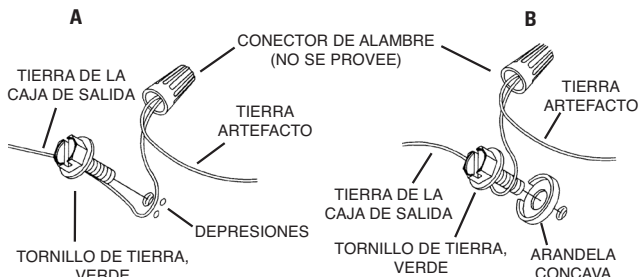 A
B
CONECTOR DE ALAMBRE
(NO SE PROVEE)
TIERRA DE LA
CAJA DE SALIDA
TIERRA
ARTEFACTO
DEPRESIONES
TORNILLO DE TIERRA,
VERDE
TIERRA
ARTEFACTO
TIERRA DE LA
CAJA DE SALIDA
TORNILLO DE TIERRA,
VERDE
ARANDELA
CONCAVA